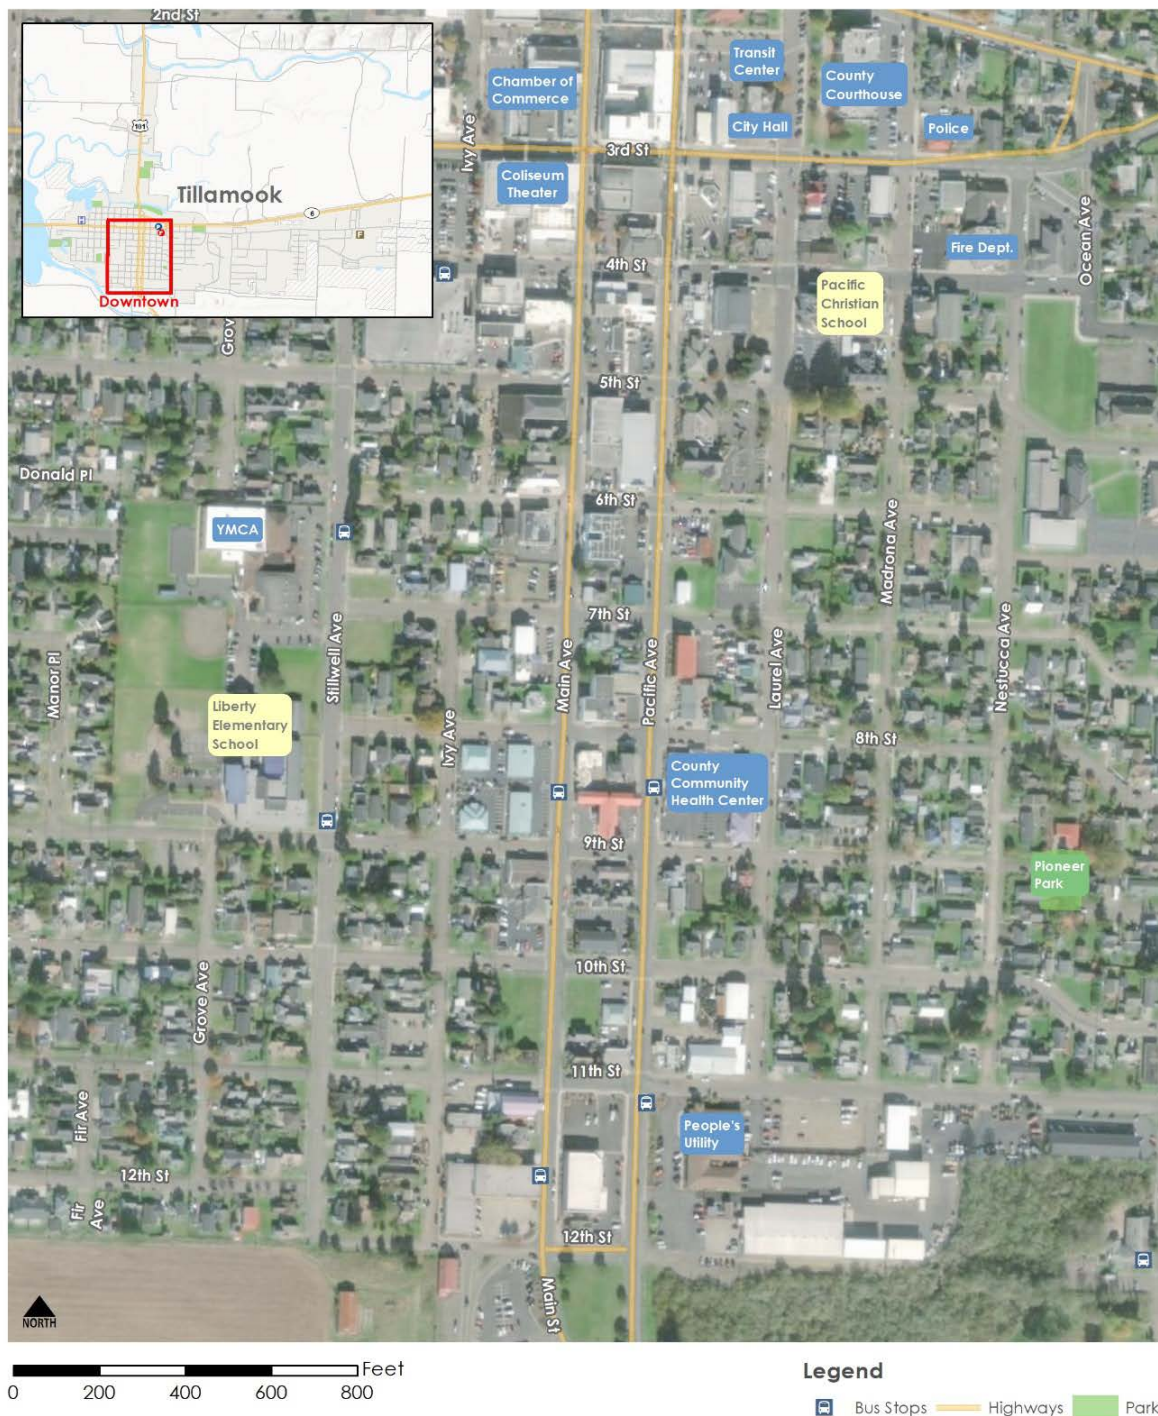 2nd St
101
Tillamook
6
H
F
Downtown
Chamber of
Commerce
Transit
Center
County
Courthouse
City Hall
Police
Ivy Ave
3rd St
Coliseum
Theater
Ocean Ave
Fire Dept.
4th St
Pacific
Christian
School
Grov
5th St
Donald Pl
6th St
YMCA
Madrona Ave
7th St
Manor Pl
Stillwell Ave
Main Ave
Pacific Ave
Laurel Ave
Nestucca Ave
Liberty
Elementary
School
Ivy Ave
8th St
County
Community
Health Center
9th St
Pioneer
Park
10th St
Grove Ave
11th St
Fir Ave
People's
Utility
12th St
Fir
Ave
12th St
Main St
NORTH
Feet
0 200 400 600 800
Legend
Bus Stops Highways Park